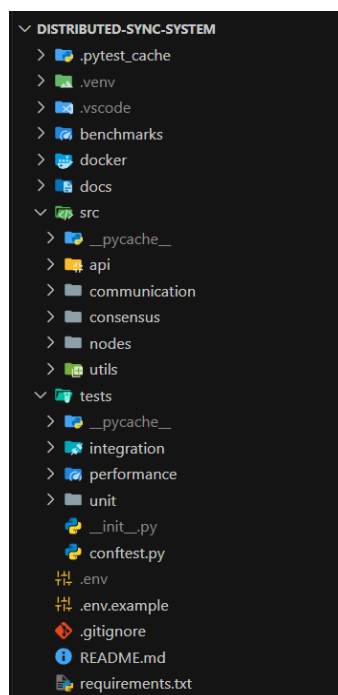 DISTRIBUTED-SYNC-SYSTEM
.pytest_cache
.venv
.vscode
benchmarks
docker
docs
src
__pycache__
api
communication
consensus
nodes
utils
tests
__pycache__
integration
performance
unit
__init__.py
conftest.py
.env
.env.example
.gitignore
README.md
requirements.txt